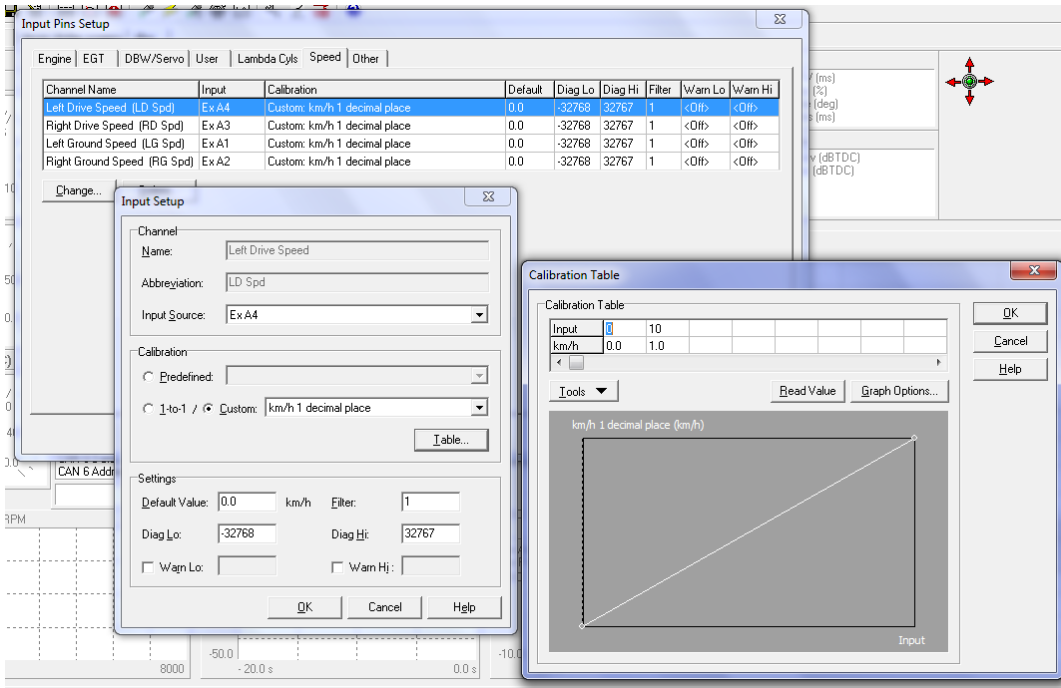 Input Pins Setup
Engine EGT DBW/Servo User Lambda Cyls Speed Other
Channel Name Input Calibration Default Diag Lo Diag Hi Filter Warn Lo Warn Hi
Left Drive Speed (LD Spd) Ex A4 Custom: km/h 1 decimal place 0.0 -32768 32767 1 <Off> <Off>
Right Drive Speed (RD Spd) Ex A3 Custom: km/h 1 decimal place 0.0 -32768 32767 1 <Off> <Off>
Left Ground Speed (LG Spd) Ex A1 Custom: km/h 1 decimal place 0.0 -32768 32767 1 <Off> <Off>
Right Ground Speed (RG Spd) Ex A2 Custom: km/h 1 decimal place 0.0 -32768 32767 1 <Off> <Off>
Change...
(ms)
(%)
(deg)
(ms)
(dBTDC)
(dBTDC)
Input Setup
Channel
Name: Left Drive Speed
Abbreviation: LD Spd
Input Source: Ex A4
Calibration
Predefined:
1-to-1 / Custom: km/h 1 decimal place
Table...
Settings
Default Value: 0.0 km/h Filter: 1
Diag Lo: -32768 Diag Hi: 32767
Warn Lo: Warn Hi :
OK Cancel Help
Calibration Table
Calibration Table
Input 0 10
km/h 0.0 1.0
OK
Cancel
Help
Tools Read Value Graph Options...
km/h 1 decimal place (km/h)
Input
CAN 6 Addr
RPM
8000
-50.0
-20.0 s 0.0 s
-10.0